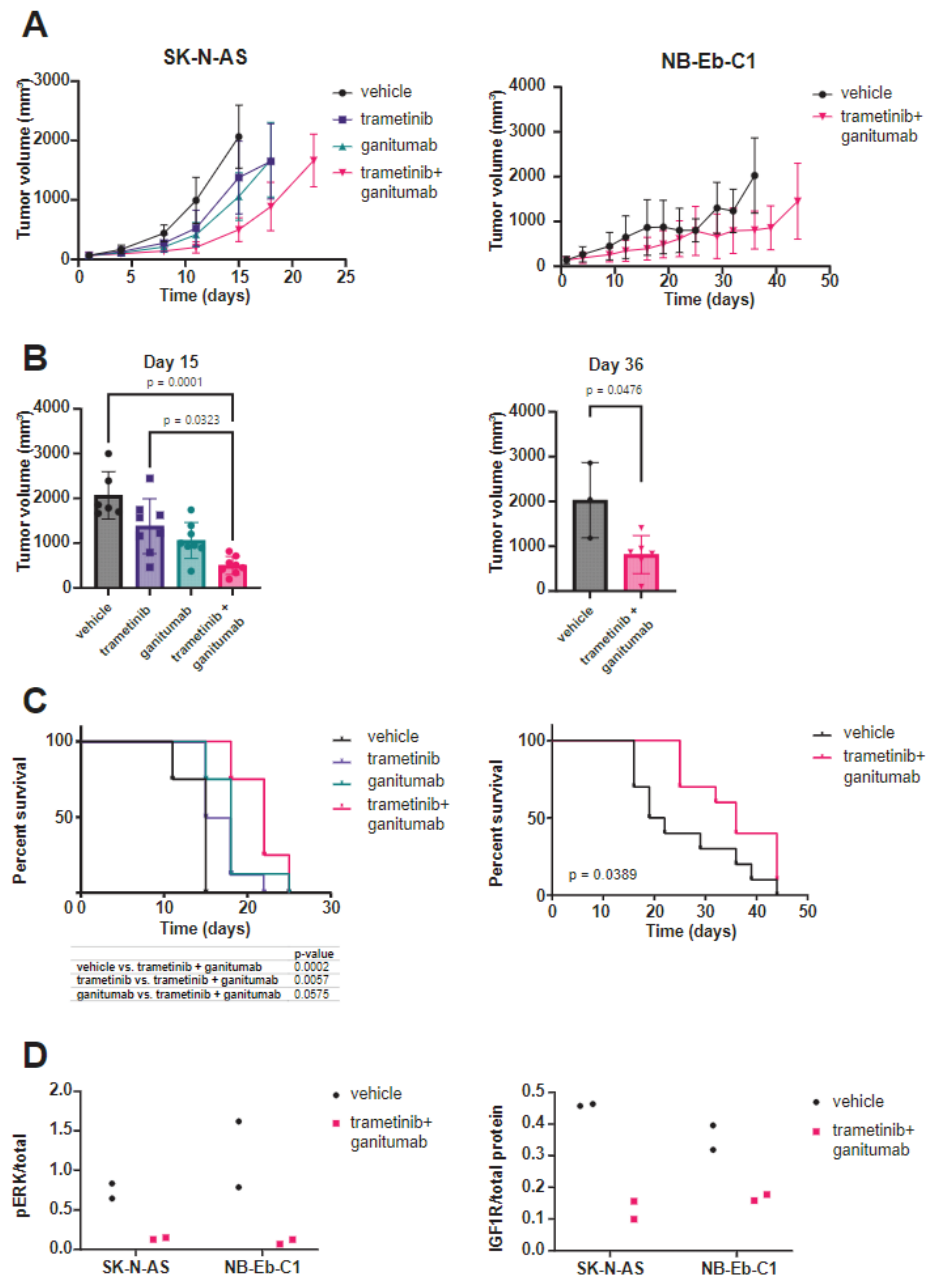 A
SK-N-AS
Tumor volume (mm³)
3000
2000
1000
0
0 5 10 15 20 25
Time (days)
vehicle
trametinib
ganitumab
trametinib+
ganitumab
NB-Eb-C1
Tumor volume (mm³)
4000
3000
2000
1000
0
0 10 20 30 40 50
Time (days)
vehicle
trametinib+
ganitumab
B
Day 15
p = 0.0001
p = 0.0323
Tumor volume (mm³)
4000
3000
2000
1000
0
vehicle
trametinib
ganitumab
trametinib +
ganitumab
Day 36
p = 0.0476
Tumor volume (mm³)
4000
3000
2000
1000
0
vehicle
trametinib +
ganitumab
C
Percent survival
100
50
0 0 10 20 30
Time (days)
vehicle
trametinib
ganitumab
trametinib+
ganitumab
p-value
vehicle vs. trametinib + ganitumab 0.0002
trametinib vs. trametinib + ganitumab 0.0057
ganitumab vs. trametinib + ganitumab 0.0575
Percent survival
100
50
0
p = 0.0389
0 10 20 30 40 50
Time (days)
vehicle
trametinib+
ganitumab
D
pERK/total
2.0
1.5
1.0
0.5
0.0
SK-N-AS NB-Eb-C1
vehicle
trametinib+
ganitumab
IGF1R/total protein
0.5
0.4
0.3
0.2
0.1
0.0
SK-N-AS NB-Eb-C1
vehicle
trametinib+
ganitumab